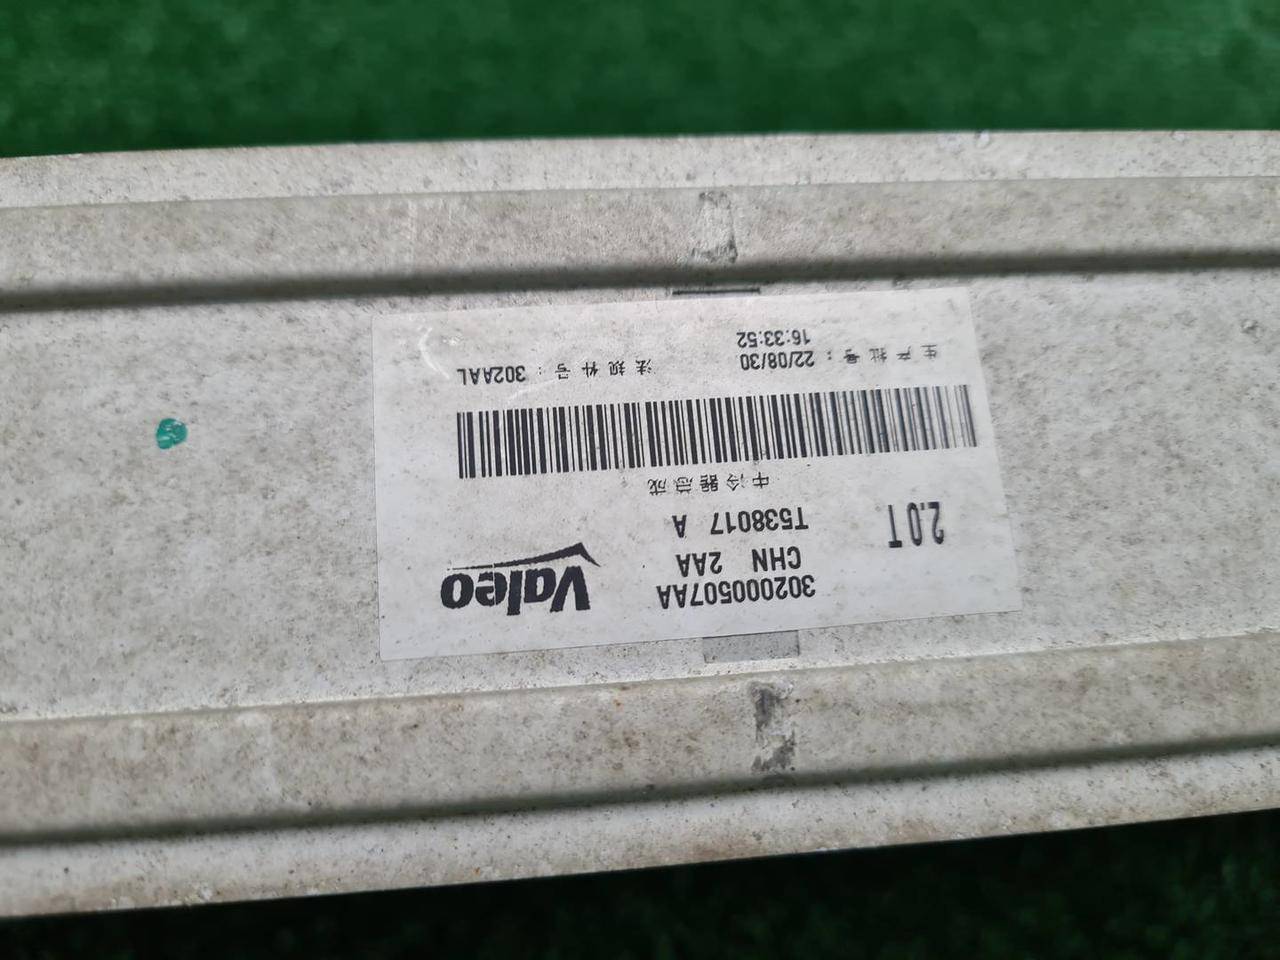 302000507AA
CHN 2AA
Valeo
T538017 A
2.0T
中冷器总成
生产批号：22/08/30
16:33:52
法规件号：302AAL